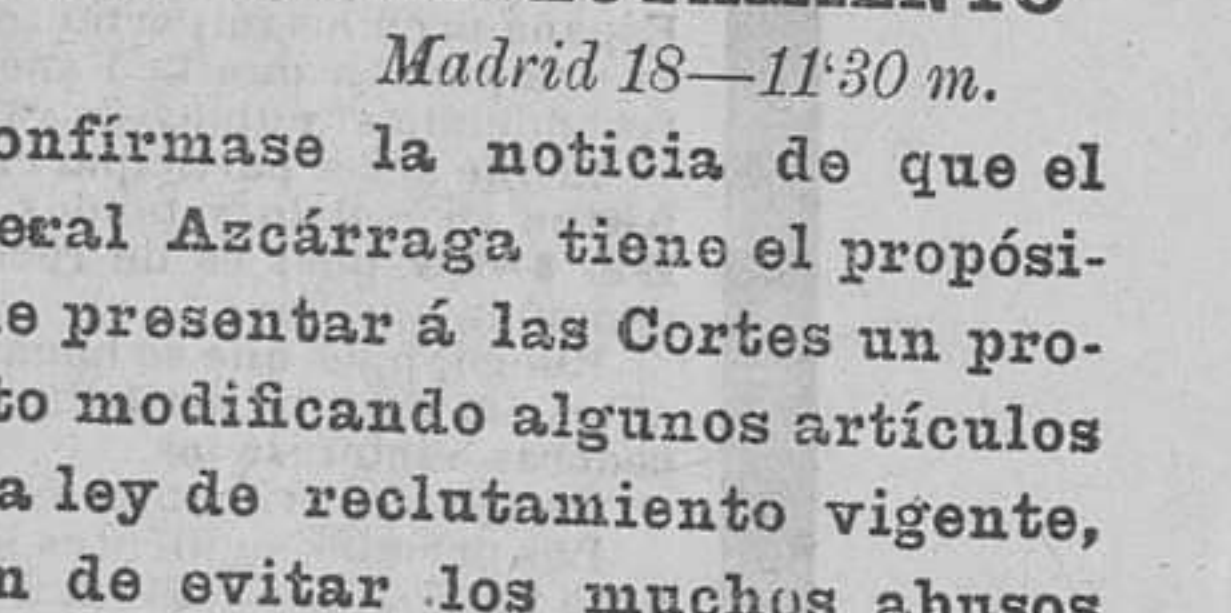 Madrid 18—11'30 m.
onfírmase la noticia de que el
eral Azcárraga tiene el propósi-
e presentar á las Cortes un pro-
to modificando algunos artículos
a ley de reclutamiento vigente,
n de evitar los muchos abusos